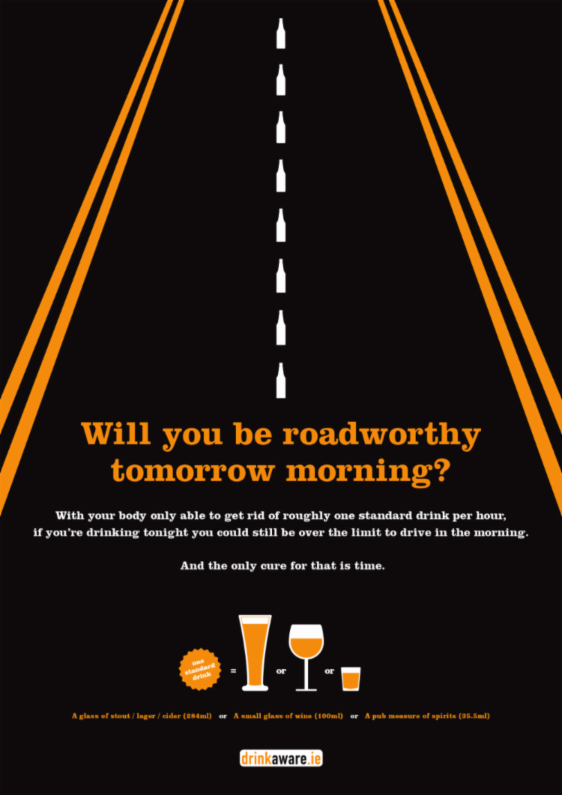 Will you be roadworthy
tomorrow morning?
With your body only able to get rid of roughly one standard drink per hour,
if you're drinking tonight you could still be over the limit to drive in the morning.
And the only cure for that is time.
one
standard
drink
= or or
A glass of stout / lager / cider (284ml) or A small glass of wine (100ml) or A pub measure of spirits (35.5ml)
drinkaware.ie